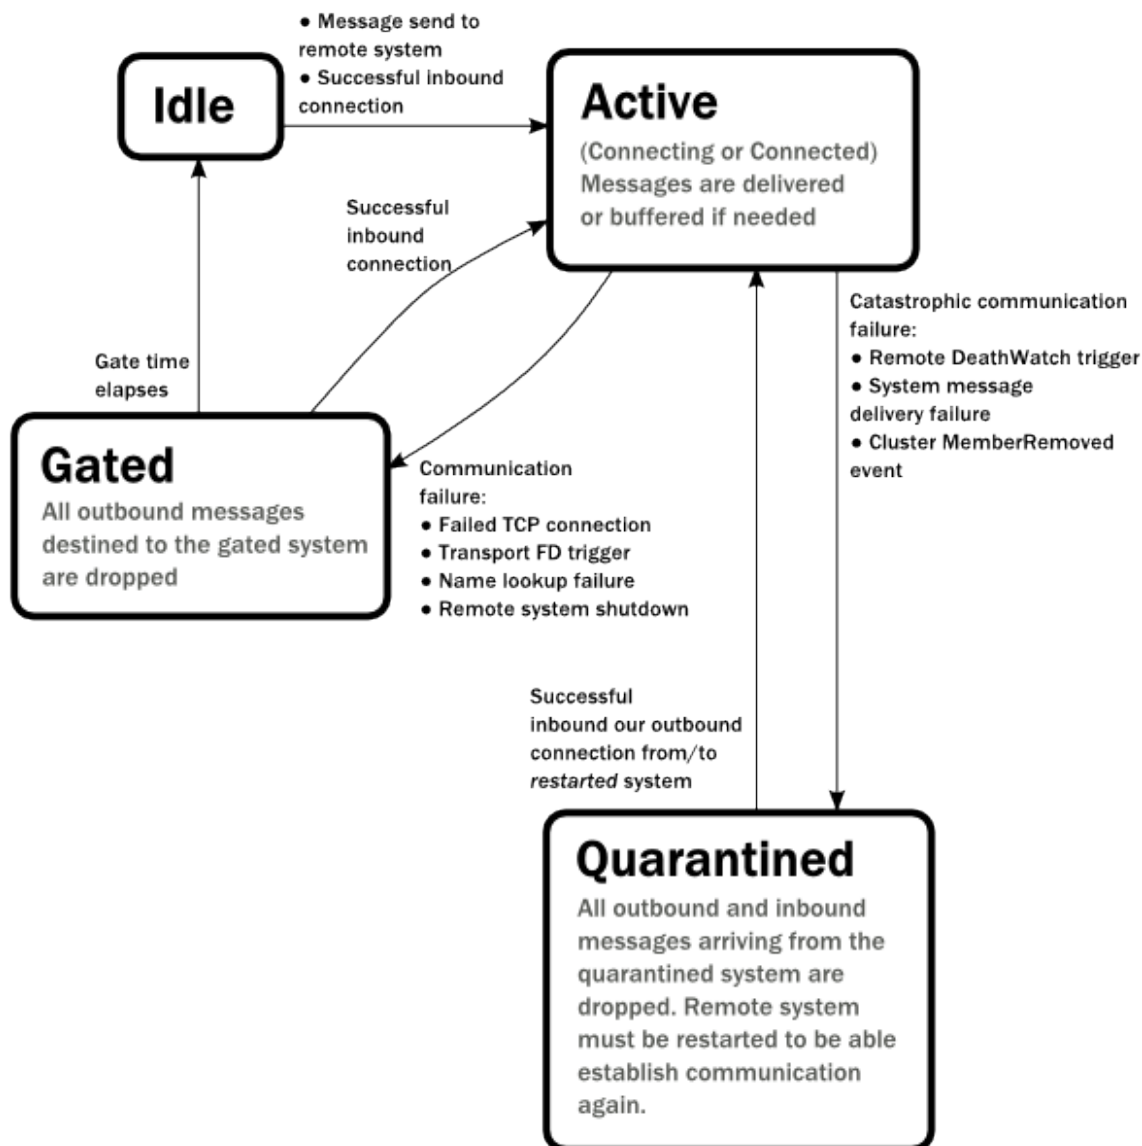 ● Message send to
remote system
● Successful inbound
connection
Idle
Active
(Connecting or Connected)
Messages are delivered
or buffered if needed
Successful
inbound
connection
Gate time
elapses
Catastrophic communication
failure:
● Remote DeathWatch trigger
● System message
delivery failure
● Cluster MemberRemoved
event
Gated
All outbound messages
destined to the gated system
are dropped
Communication
failure:
● Failed TCP connection
● Transport FD trigger
● Name lookup failure
● Remote system shutdown
Successful
inbound our outbound
connection from/to
restarted system
Quarantined
All outbound and inbound
messages arriving from the
quarantined system are
dropped. Remote system
must be restarted to be able
establish communication
again.